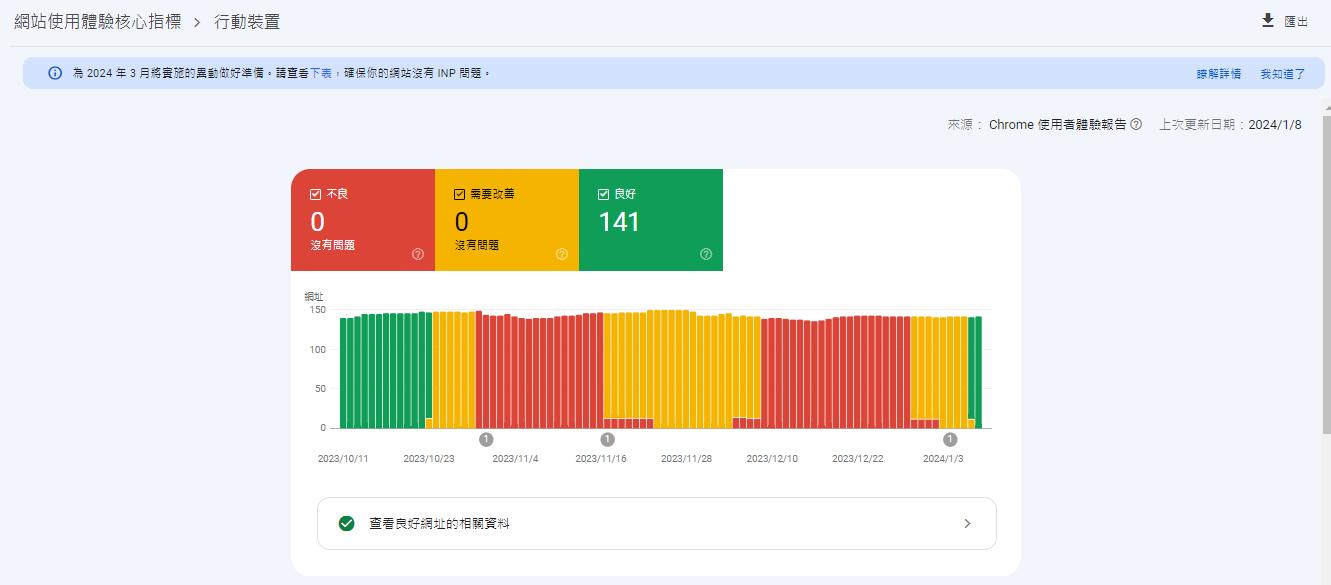 網站使用體驗核心指標 > 行動裝置
匯出
為 2024 年 3 月將實施的異動做好準備。請查看下表，確保你的網站沒有 INP 問題。
瞭解詳情 我知道了
來源： Chrome 使用者體驗報告 上次更新日期：2024/1/8
不良
0
沒有問題
需要改善
0
沒有問題
良好
141
網址
150
100
50
0
1 1 1
2023/10/11 2023/10/23 2023/11/4 2023/11/16 2023/11/28 2023/12/10 2023/12/22 2024/1/3
查看良好網址的相關資料